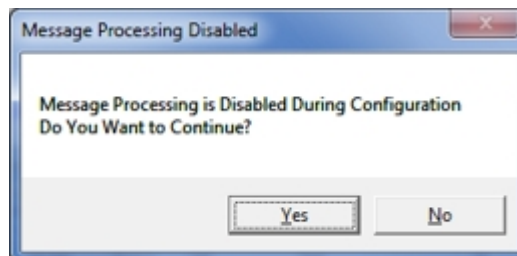 Message Processing Disabled
Message Processing is Disabled During Configuration
Do You Want to Continue?
Yes
No